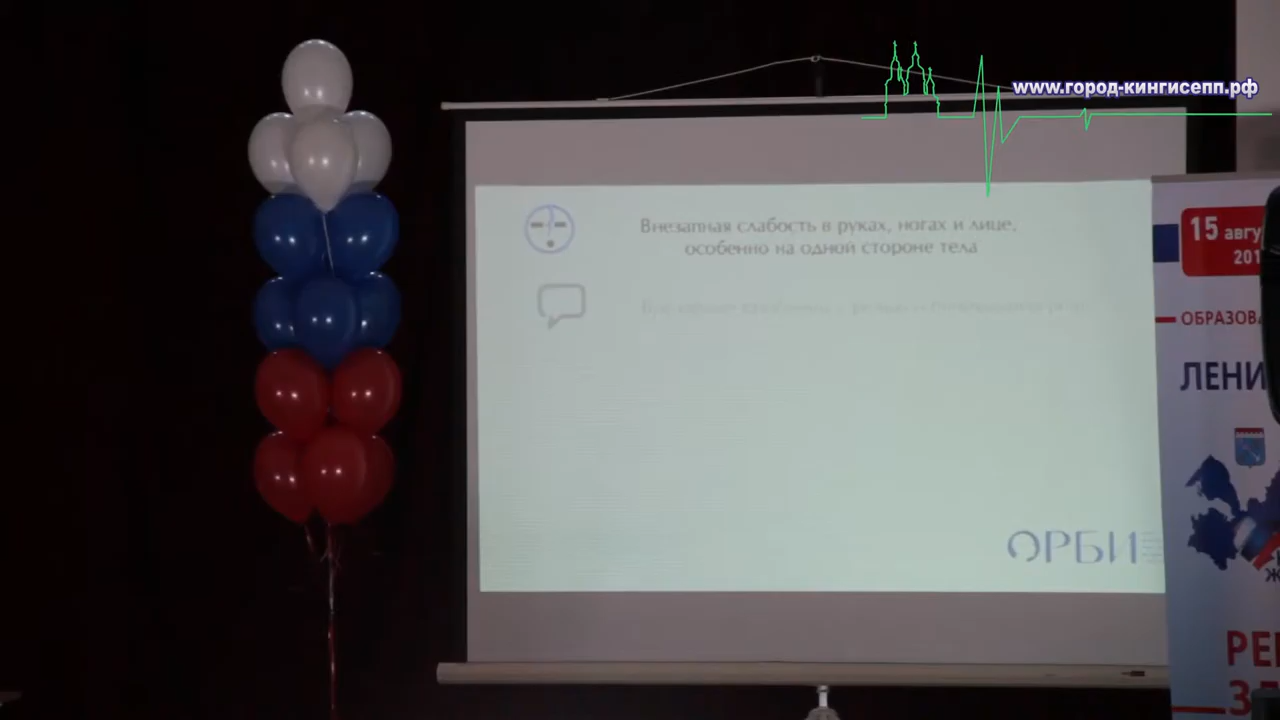 www.город-кингисепп.рф
Внезапная слабость в руках, ногах и лице,
особенно на одной стороне тела
ОРБИ
15 авгу
201
ОБРАЗОВА
ЛЕНИ
РЕ